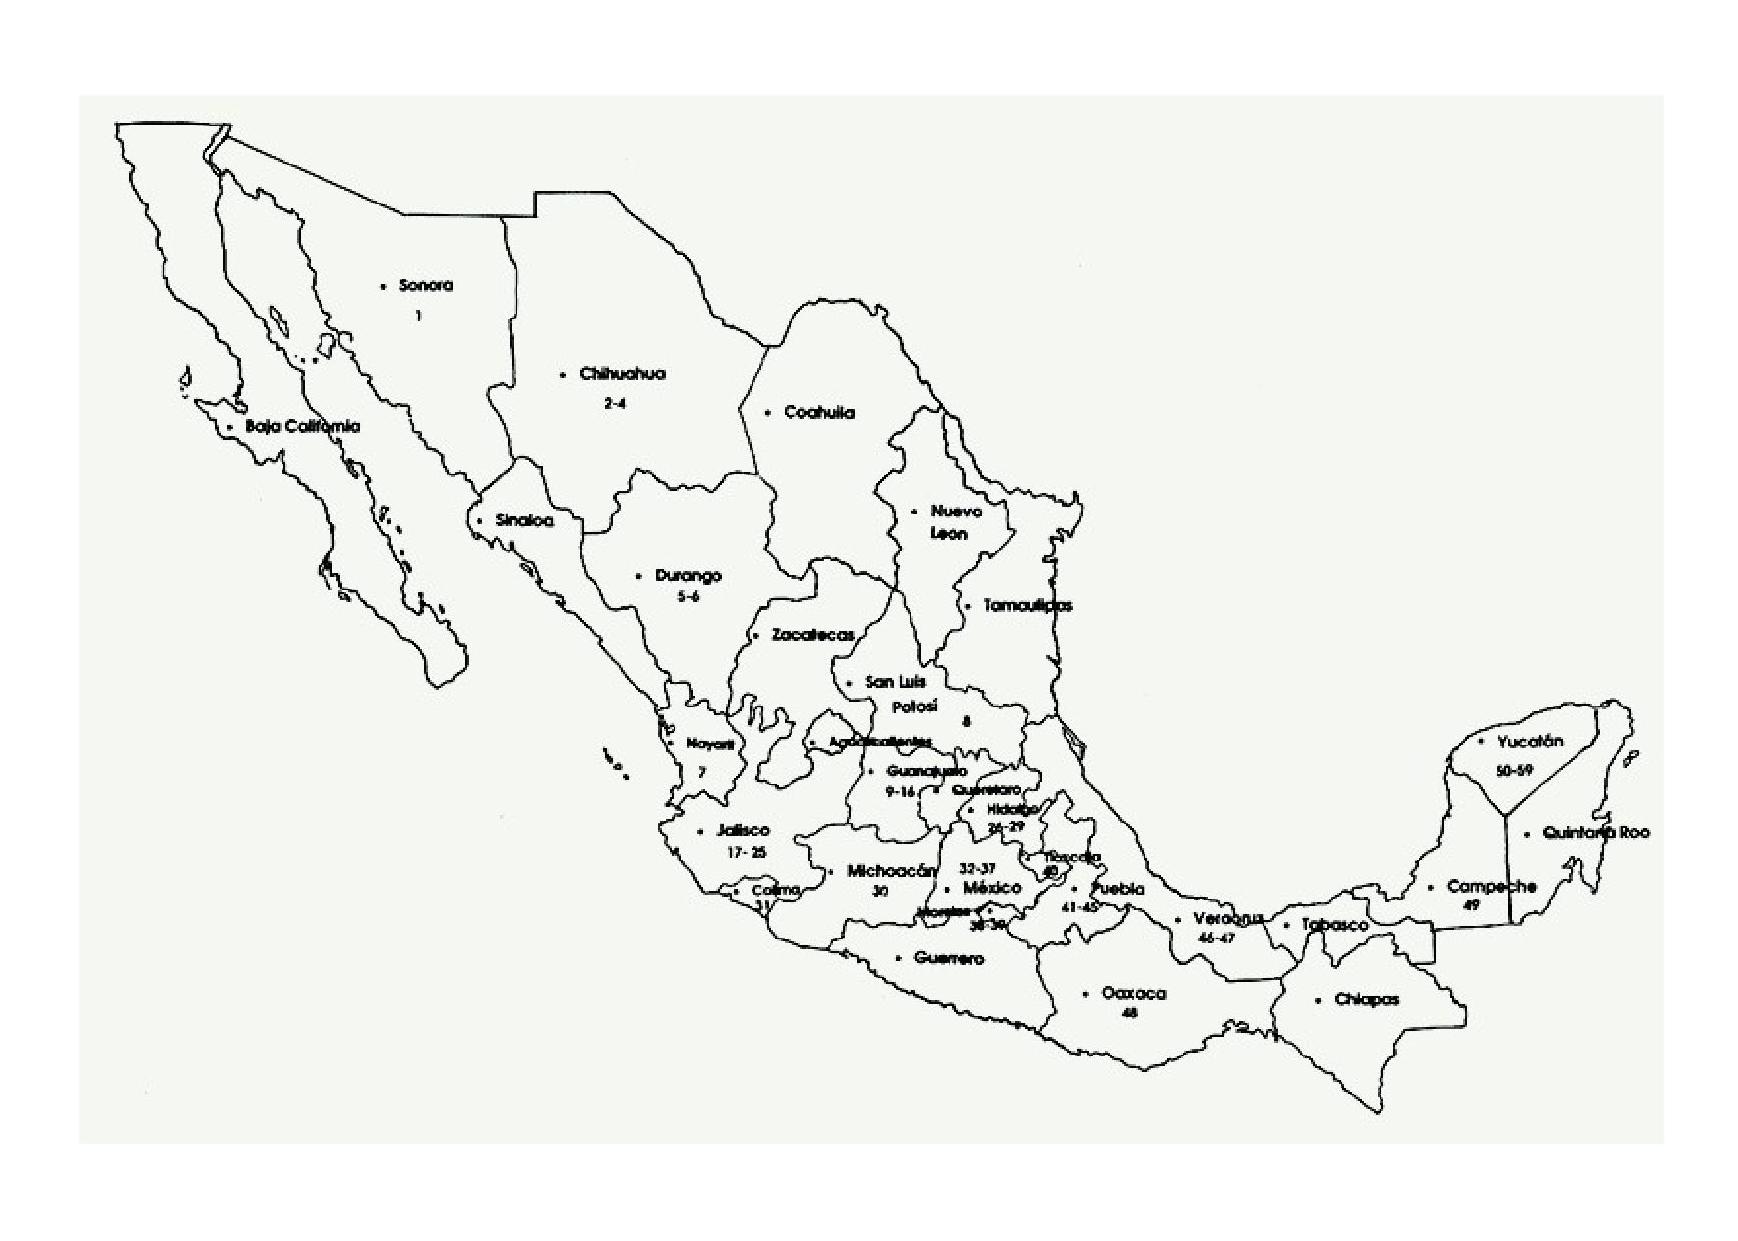 Sonora
1
Chihuahua
2-4
Coahuila
Baja California
Nuevo
Leon
Sinaloa
Durango
5-6
Tamaulipas
Zacatecas
San Luis
Potosí
8
Nayarit
7
Aguascalientes
Guanajuato
9-16
Queretaro
Hidalgo
26-29
Jalisco
17-25
Tlaxcala
40
Michoacán
30
32-37
México
Colima
31
Puebla
41-45
Morelos
38-39
Veracruz
46-47
Tabasco
Guerrero
Oaxaca
48
Chiapas
Yucatán
50-59
Quintana Roo
Campeche
49